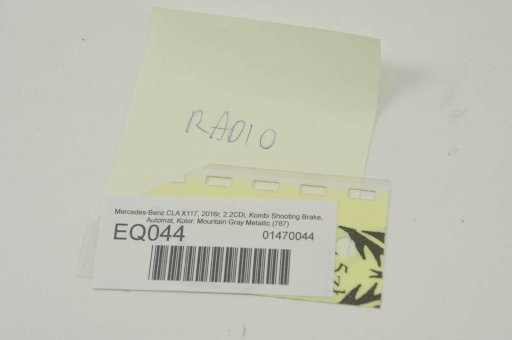 RADIO
Mercedes-Benz CLA X117, 2016r, 2.2CDi, Kombi Shooting Brake,
Automat, Kolor: Mountain Gray Metallic (787)
EQ044 01470044